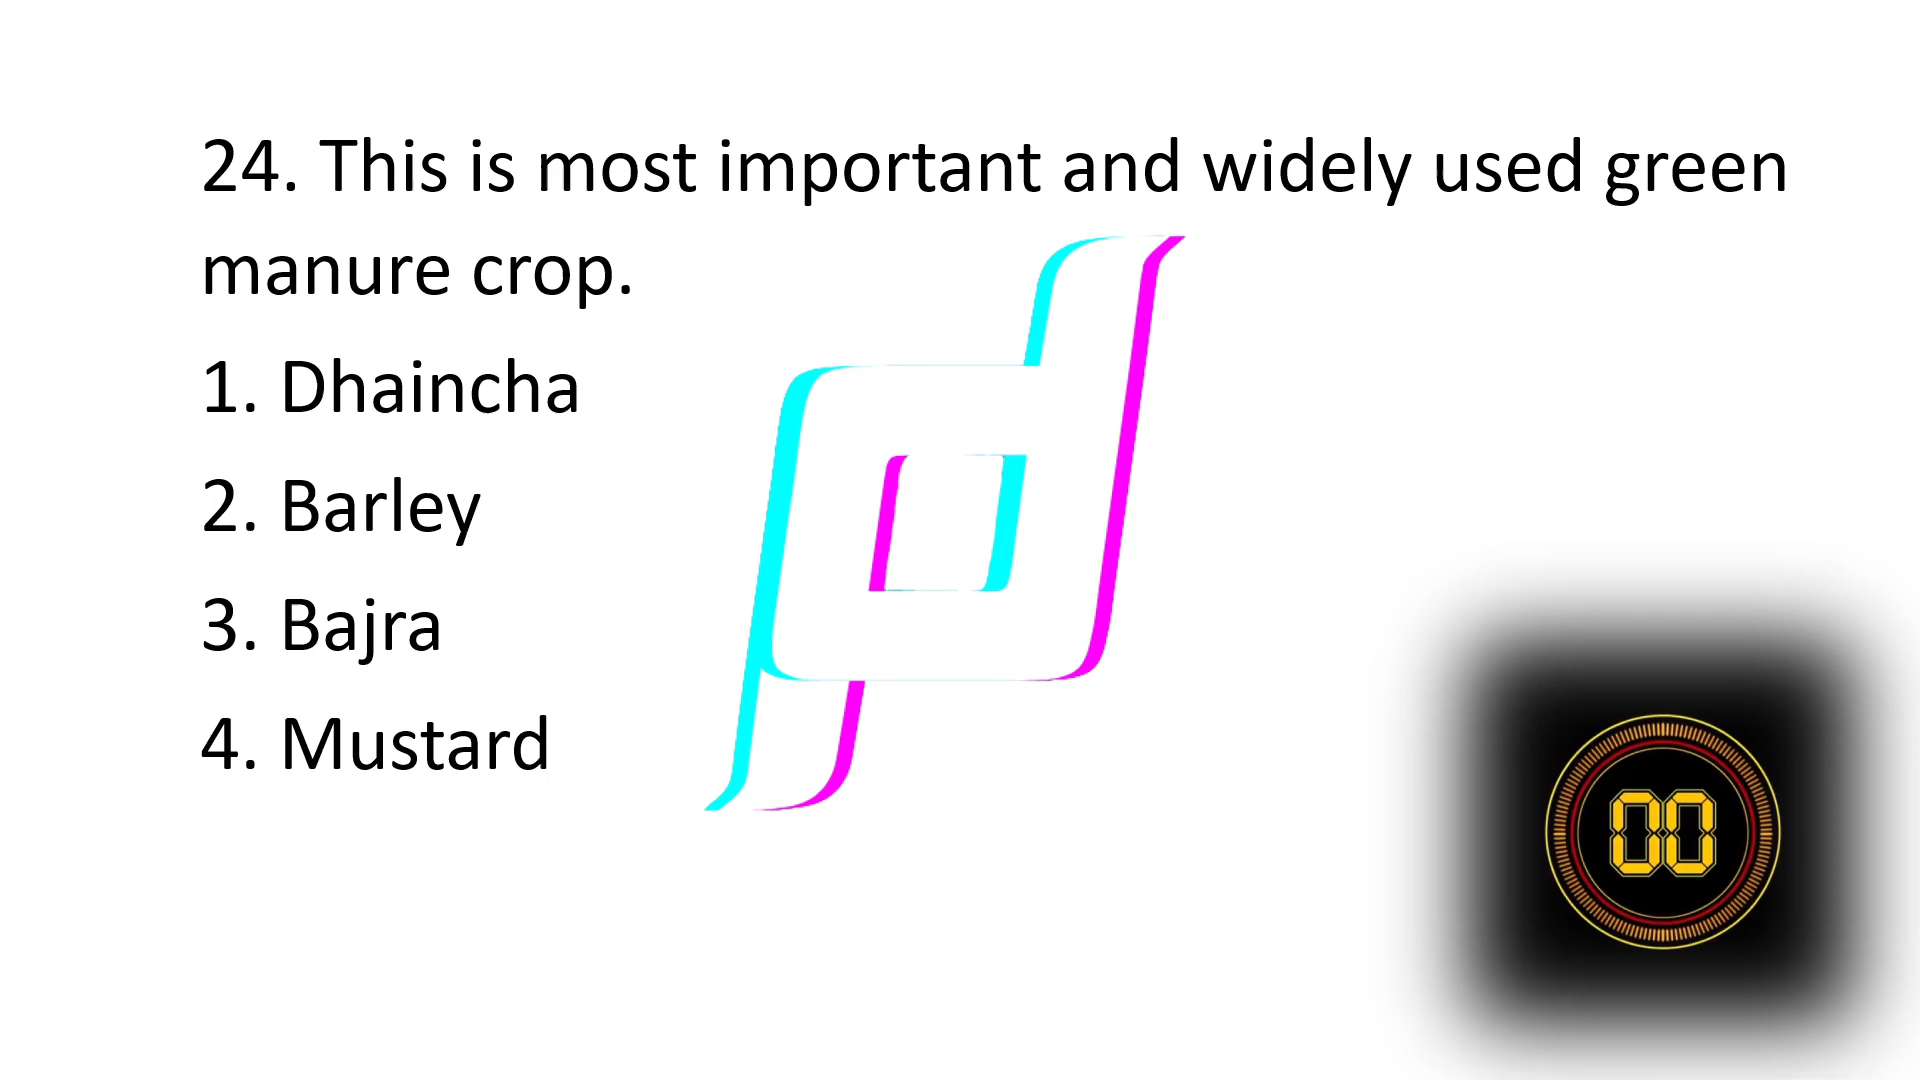 24. This is most important and widely used green
manure crop.
1. Dhaincha
2. Barley
3. Bajra
4. Mustard
00